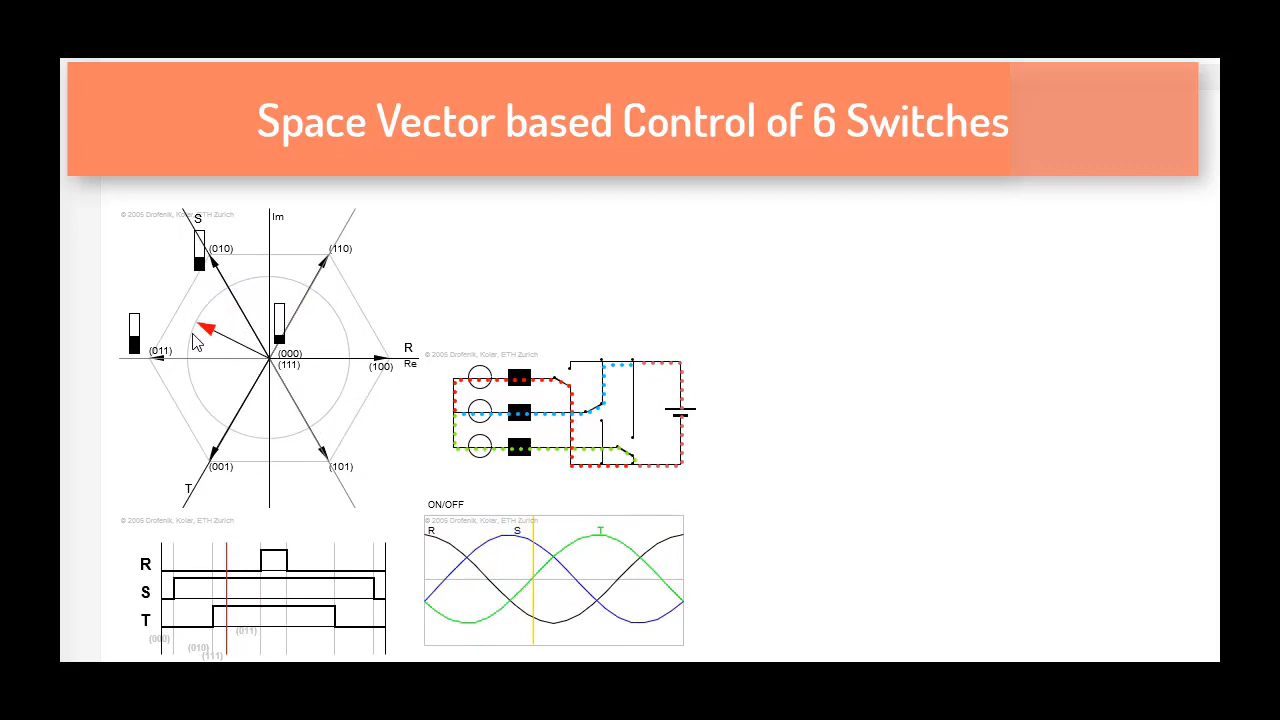 Space Vector based Control of 6 Switches
© 2005 Drofenik, Kolar, ETH Zurich
S
Im
(010)
(110)
(011)
(000)
(111)
R
Re
(100)
(001)
(101)
T
© 2005 Drofenik, Kolar, ETH Zurich
ON/OFF
© 2005 Drofenik, Kolar, ETH Zurich
R
S
T
© 2005 Drofenik, Kolar, ETH Zurich
R
S
T
(000)
(010)
(111)
(011)